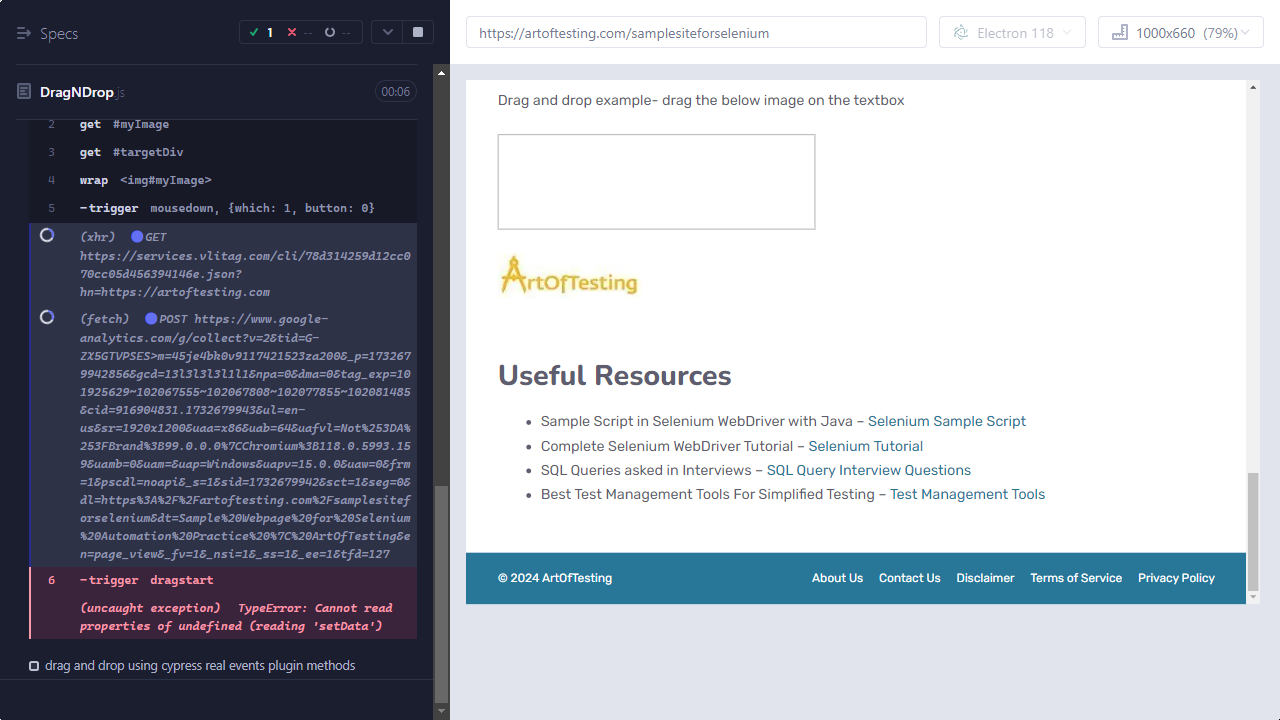 Specs
1
--
--
https://artoftesting.com/samplesiteforselenium
Electron 118
1000x660 (79%)
DragNDrop.js
00:06
2 get #myImage
3 get #targetDiv
4 wrap <img#myImage>
5 -trigger mousedown, {which: 1, button: 0}
(xhr) GET
https://services.vlitag.com/cli/78d314259d12cc0
70cc05d456394146e.json?
hn=https://artoftesting.com
(fetch) POST https://www.google-
analytics.com/g/collect?v=2&tid=G-
ZX5GTVPSES>m=45je4bk0v9117421523za200&_p=173267
9942856&gcd=13l3l3l3l1l1&npa=0&dma=0&tag_exp=10
1925629~102067555~102067808~102077855~102081485
&cid=916904831.1732679943&ul=en-
us&sr=1920x1200&uaa=x86&uab=64&uafvl=Not%253DA%
253FBrand%3B99.0.0.0%7CChromium%3B118.0.5993.15
9&uamb=0&uam=&uap=Windows&uapv=15.0.0&uaw=0&frm
=1&pscdl=noapi&_s=1&sid=1732679942&sct=1&seg=0&
dl=https%3A%2F%2Fartoftesting.com%2Fsamplesitef
orselenium&dt=Sample%20Webpage%20for%20Selenium
%20Automation%20Practice%20%7C%20ArtOfTesting&e
n=page_view&_fv=1&_nsi=1&_ss=1&_ee=1&tfd=127
6 -trigger dragstart
(uncaught exception) TypeError: Cannot read
properties of undefined (reading 'setData')
drag and drop using cypress real events plugin methods
Drag and drop example- drag the below image on the textbox
ArtOfTesting
Useful Resources
• Sample Script in Selenium WebDriver with Java – Selenium Sample Script
• Complete Selenium WebDriver Tutorial – Selenium Tutorial
• SQL Queries asked in Interviews – SQL Query Interview Questions
• Best Test Management Tools For Simplified Testing – Test Management Tools
© 2024 ArtOfTesting
About Us Contact Us Disclaimer Terms of Service Privacy Policy